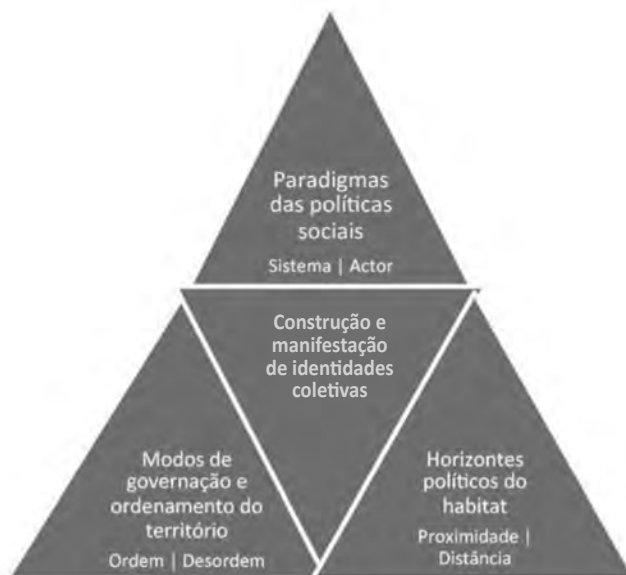 Paradigmas
das políticas
sociais
Sistema | Actor
Construção e
manifestação
de identidades
coletivas
Modos de
governação e
ordenamento do
território
Ordem | Desordem
Horizontes
políticos do
habitat
Proximidade |
Distância